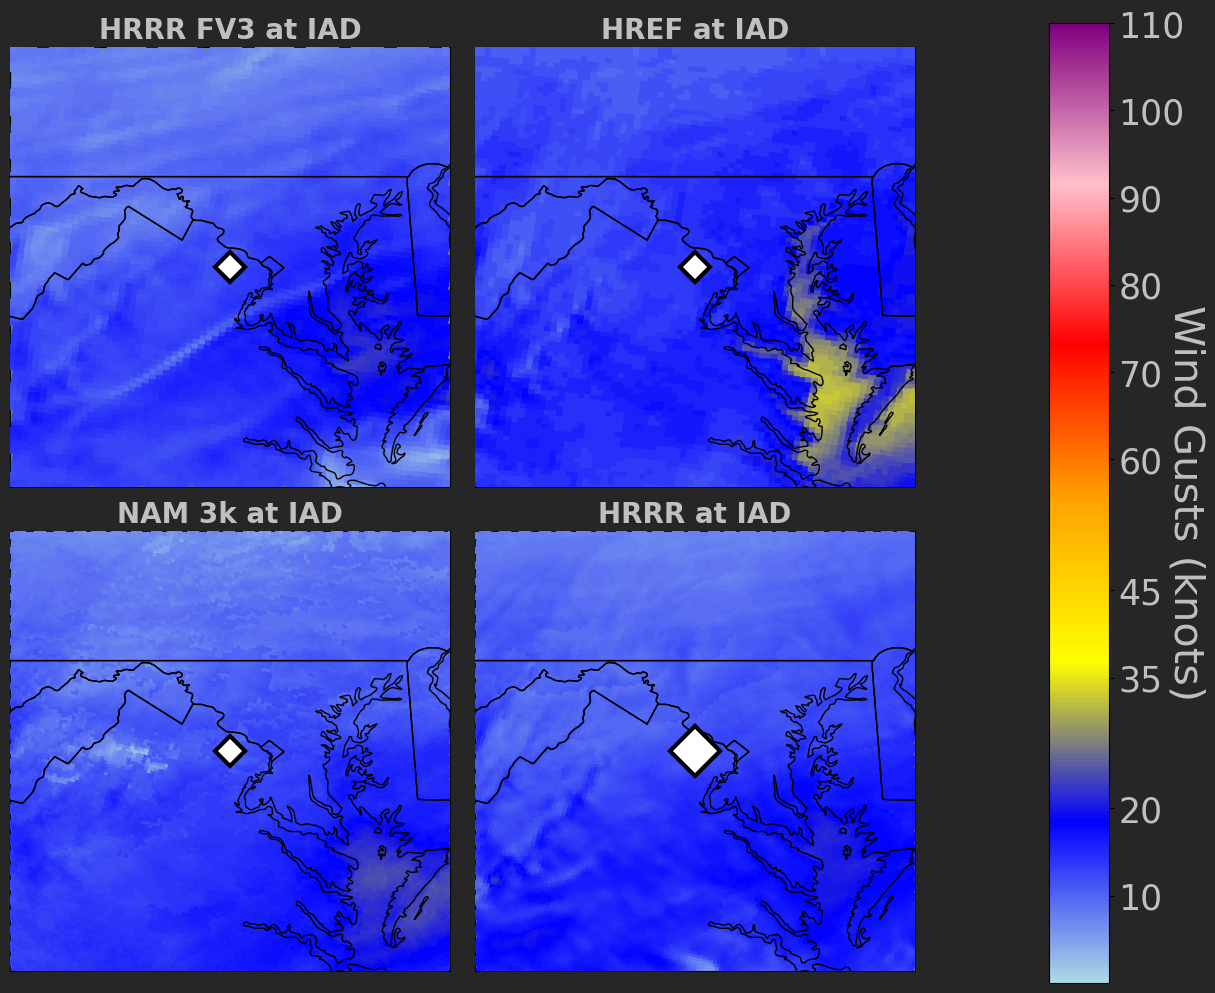 HRRR FV3 at IAD
HREF at IAD
NAM 3k at IAD
HRRR at IAD
110
100
90
80
70
60
45
35
20
10
Wind Gusts (knots)